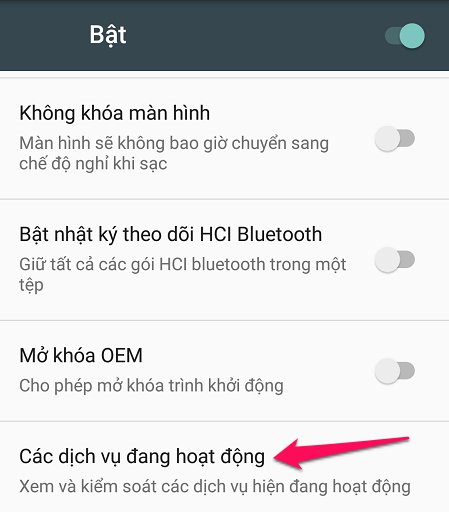 Bật
Không khóa màn hình
Màn hình sẽ không bao giờ chuyển sang
chế độ nghỉ khi sạc
Bật nhật ký theo dõi HCI Bluetooth
Giữ tất cả các gói HCI bluetooth trong một
tệp
Mở khóa OEM
Cho phép mở khóa trình khởi động
Các dịch vụ đang hoạt động
Xem và kiểm soát các dịch vụ hiện đang hoạt động